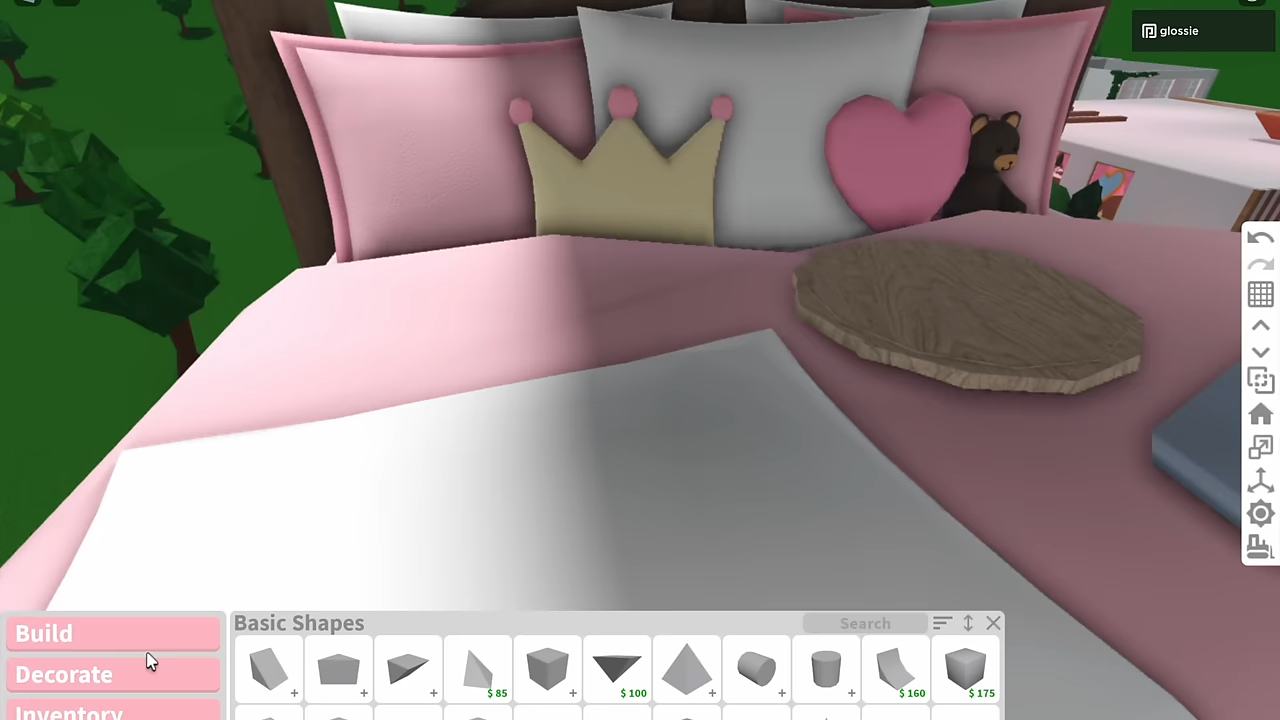 glossie
Build
Decorate
Inventory
Basic Shapes
Search
$ 85
$ 100
$ 160
$ 175